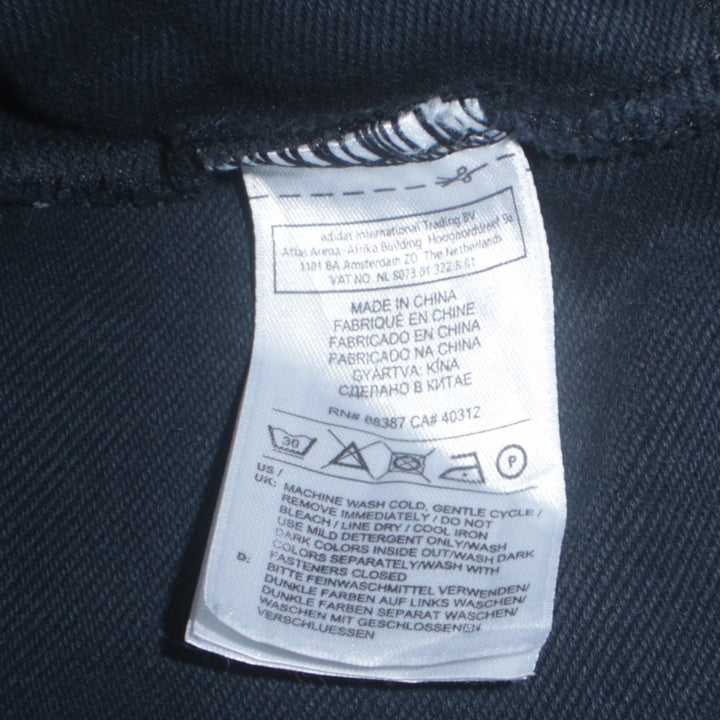 adidas International Trading BV
Atlas Arena - Afrika Building Hoogoorddreef 9a
1101 BA Amsterdam ZO The Netherlands
VAT NO. NL 8073.01.322.B.01
MADE IN CHINA
FABRIQUÉ EN CHINE
FABRICADO EN CHINA
FABRICADO NA CHINA
GYÁRTVA: KÍNA
СДЕЛАНО В КИТАЕ
RN# 88387 CA# 40312
30
P
US /
UK: MACHINE WASH COLD, GENTLE CYCLE /
REMOVE IMMEDIATELY / DO NOT
BLEACH / LINE DRY / COOL IRON
USE MILD DETERGENT ONLY/WASH
DARK COLORS INSIDE OUT/WASH DARK
COLORS SEPARATELY/WASH WITH
FASTENERS CLOSED
D: BITTE FEINWASCHMITTEL VERWENDEN/
DUNKLE FARBEN AUF LINKS WASCHEN/
DUNKLE FARBEN SEPARAT WASCHEN/
WASCHEN MIT GESCHLOSSENEN
VERSCHLUESSEN